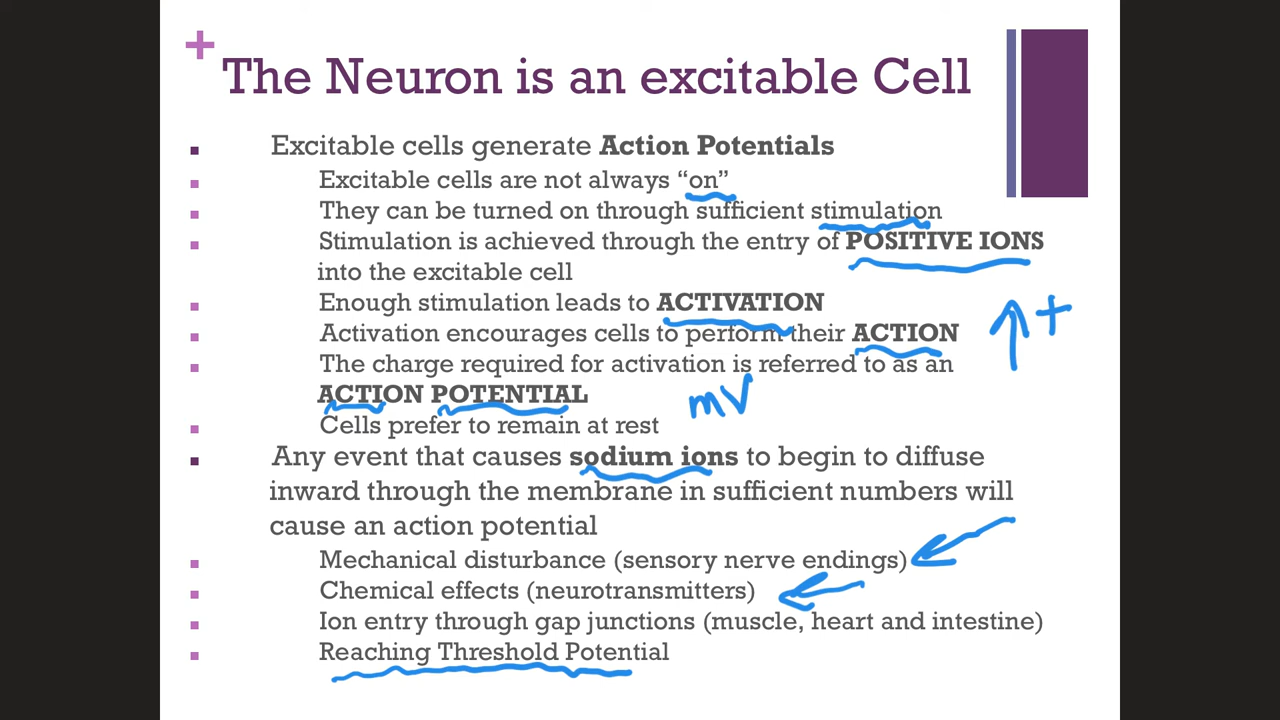 +
The Neuron is an excitable Cell
Excitable cells generate Action Potentials
Excitable cells are not always “on”
They can be turned on through sufficient stimulation
Stimulation is achieved through the entry of POSITIVE IONS
into the excitable cell
Enough stimulation leads to ACTIVATION
Activation encourages cells to perform their ACTION
+
The charge required for activation is referred to as an
ACTION POTENTIAL
mV
Cells prefer to remain at rest
Any event that causes sodium ions to begin to diffuse
inward through the membrane in sufficient numbers will
cause an action potential
Mechanical disturbance (sensory nerve endings)
Chemical effects (neurotransmitters)
Ion entry through gap junctions (muscle, heart and intestine)
Reaching Threshold Potential